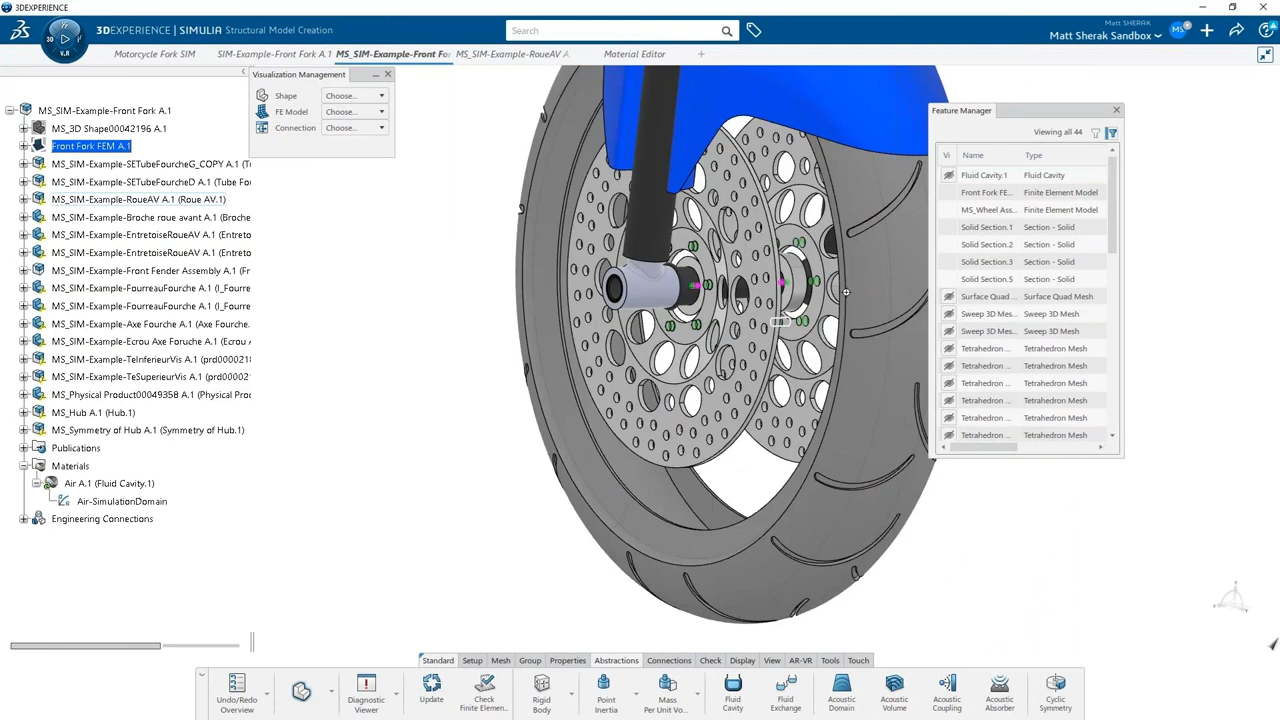 3DEXPERIENCE
3DEXPERIENCE | SIMULIA Structural Model Creation
Search
Matt SHERAK
Matt Sherak Sandbox
MS
3D
V.R
Motorcycle Fork SIM
SIM-Example-Front Fork A.1
MS_SIM-Example-Front Fo
MS_SIM-Example-RoueAV A
Material Editor
Visualization Management
Shape Choose...
FE Model Choose...
Connection Choose...
MS_SIM-Example-Front Fork A.1
MS_3D Shape00042196 A.1
Front Fork FEM A.1
MS_SIM-Example-SETubeFourcheG_COPY A.1 (T
MS_SIM-Example-SETubeFourcheD A.1 (Tube Fo
MS_SIM-Example-RoueAV A.1 (Roue AV.1)
MS_SIM-Example-Broche roue avant A.1 (Broche
MS_SIM-Example-EntretoiseRoueAV A.1 (Entreto
MS_SIM-Example-EntretoiseRoueAV A.1 (Entreto
MS_SIM-Example-Front Fender Assembly A.1 (Fr
MS_SIM-Example-FourreauFourche A.1 (I_Fourre
MS_SIM-Example-FourreauFourche A.1 (I_Fourre
MS_SIM-Example-Axe Fourche A.1 (Axe Fourche.
MS_SIM-Example-Ecrou Axe Fourche A.1 (Ecrou A
MS_SIM-Example-TeInferieurVis A.1 (prd0000218
MS_SIM-Example-TeSuperieurVis A.1 (prd000021
MS_Physical Product00049358 A.1 (Physical Proc
MS_Hub A.1 (Hub.1)
MS_Symmetry of Hub A.1 (Symmetry of Hub.1)
Publications
Materials
Air A.1 (Fluid Cavity.1)
Air-SimulationDomain
Engineering Connections
Feature Manager
Viewing all 44
Vi Name Type
Fluid Cavity.1 Fluid Cavity
Front Fork FE... Finite Element Model
MS_Wheel Ass... Finite Element Model
Solid Section.1 Section - Solid
Solid Section.2 Section - Solid
Solid Section.3 Section - Solid
Solid Section.5 Section - Solid
Surface Quad ... Surface Quad Mesh
Sweep 3D Mes... Sweep 3D Mesh
Sweep 3D Mes... Sweep 3D Mesh
Tetrahedron ... Tetrahedron Mesh
Tetrahedron ... Tetrahedron Mesh
Tetrahedron ... Tetrahedron Mesh
Tetrahedron ... Tetrahedron Mesh
Tetrahedron ... Tetrahedron Mesh
Tetrahedron ... Tetrahedron Mesh
Standard Setup Mesh Group Properties Abstractions Connections Check Display View AR-VR Tools Touch
Undo/Redo Overview
Diagnostic Viewer
Update
Check Finite Elemen...
Rigid Body
Point Inertia
Mass Per Unit Vo...
Fluid Cavity
Fluid Exchange
Acoustic Domain
Acoustic Volume
Acoustic Coupling
Acoustic Absorber
Cyclic Symmetry